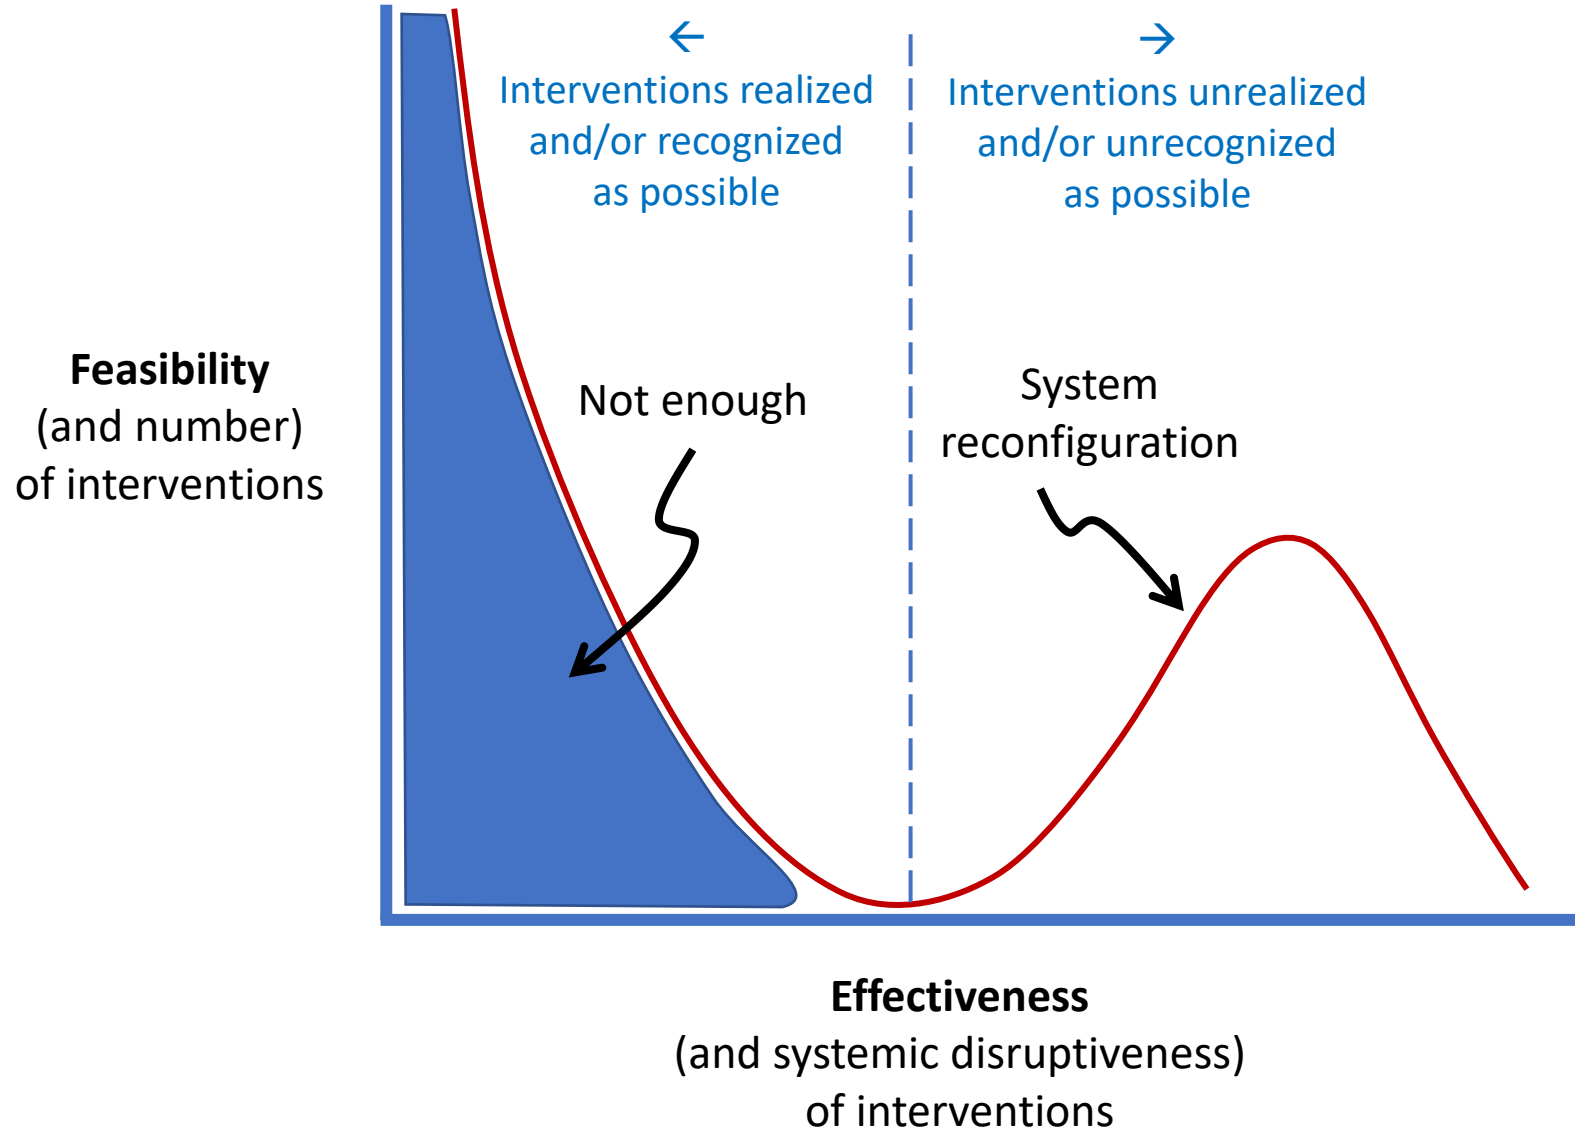 ←
Interventions realized
and/or recognized
as possible
→
Interventions unrealized
and/or unrecognized
as possible
Feasibility
(and number)
of interventions
Not enough
System
reconfiguration
Effectiveness
(and systemic disruptiveness)
of interventions